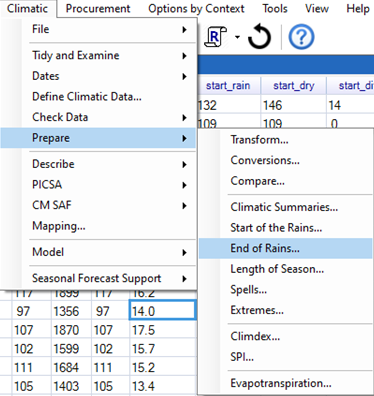 Climatic Procurement Options by Context Tools View Help
File
Tidy and Examine
Dates
Define Climatic Data...
Check Data
Prepare
Describe
PICSA
CM SAF
Mapping...
Model
Seasonal Forecast Support
R
?
start_rain start_dry start_di
132 146 14
109 109 0
Transform...
Conversions...
Compare...
Climatic Summaries...
Start of the Rains...
End of Rains...
Length of Season...
Spells...
Extremes...
Climdex...
SPI...
Evapotranspiration...
117 1899 117 16.2
97 1356 97 14.0
107 1870 107 17.5
102 1599 102 15.7
111 1684 111 15.2
105 1403 105 13.4